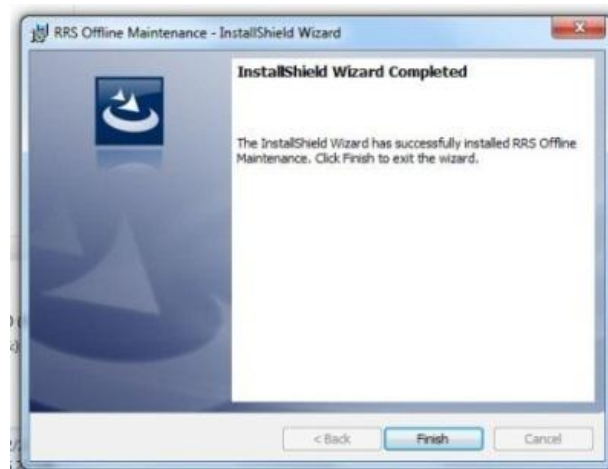 RRS Offline Maintenance - InstallShield Wizard
InstallShield Wizard Completed
The InstallShield Wizard has successfully installed RRS Offline
Maintenance. Click Finish to exit the wizard.
< Back
Finish
Cancel